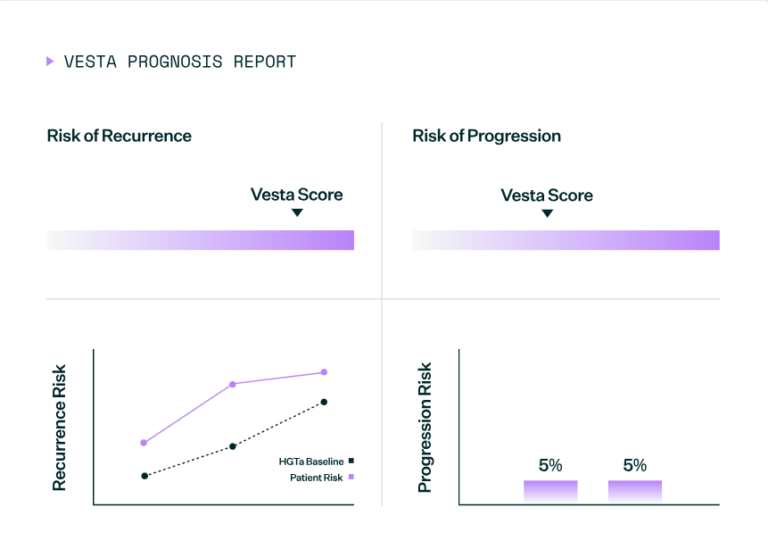 VESTA PROGNOSIS REPORT
Risk of Recurrence
Vesta Score
Risk of Progression
Vesta Score
Recurrence Risk
HGTa Baseline
Patient Risk
Progression Risk
5%
5%